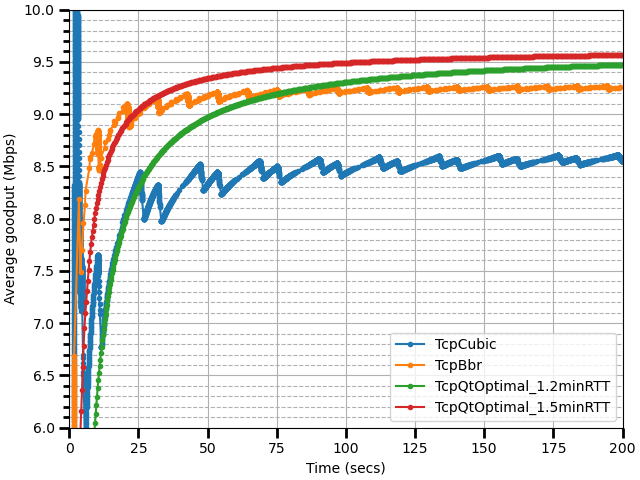 10.0
9.5
9.0
8.5
8.0
7.5
7.0
6.5
6.0
Average goodput (Mbps)
TcpCubic
TcpBbr
TcpQtOptimal_1.2minRTT
TcpQtOptimal_1.5minRTT
0 25 50 75 100 125 150 175 200
Time (secs)